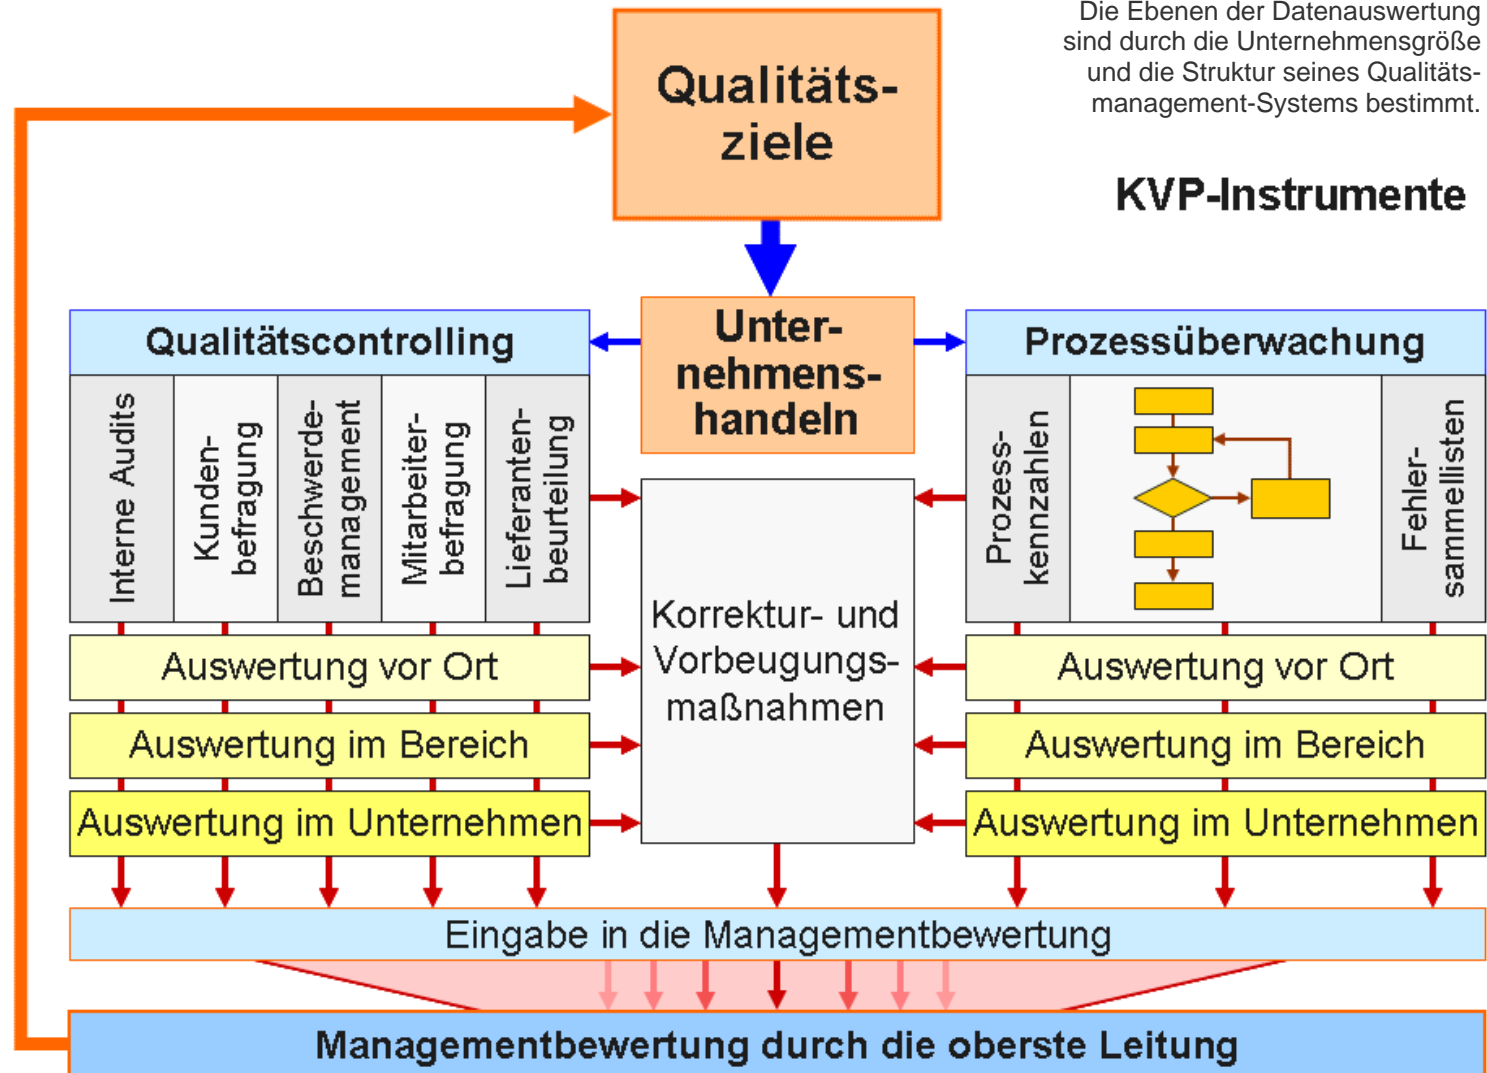 Die Ebenen der Datenauswertung
sind durch die Unternehmensgröße
und die Struktur seines Qualitäts-
management-Systems bestimmt.
KVP-Instrumente
Qualitäts-
ziele
Unter-
nehmens-
handeln
Qualitätscontrolling
Interne Audits
Kunden-
befragung
Beschwerde-
management
Mitarbeiter-
befragung
Lieferanten-
beurteilung
Auswertung vor Ort
Auswertung im Bereich
Auswertung im Unternehmen
Korrektur- und
Vorbeugungs-
maßnahmen
Prozessüberwachung
Prozess-
kennzahlen
Fehler-
sammellisten
Auswertung vor Ort
Auswertung im Bereich
Auswertung im Unternehmen
Eingabe in die Managementbewertung
Managementbewertung durch die oberste Leitung